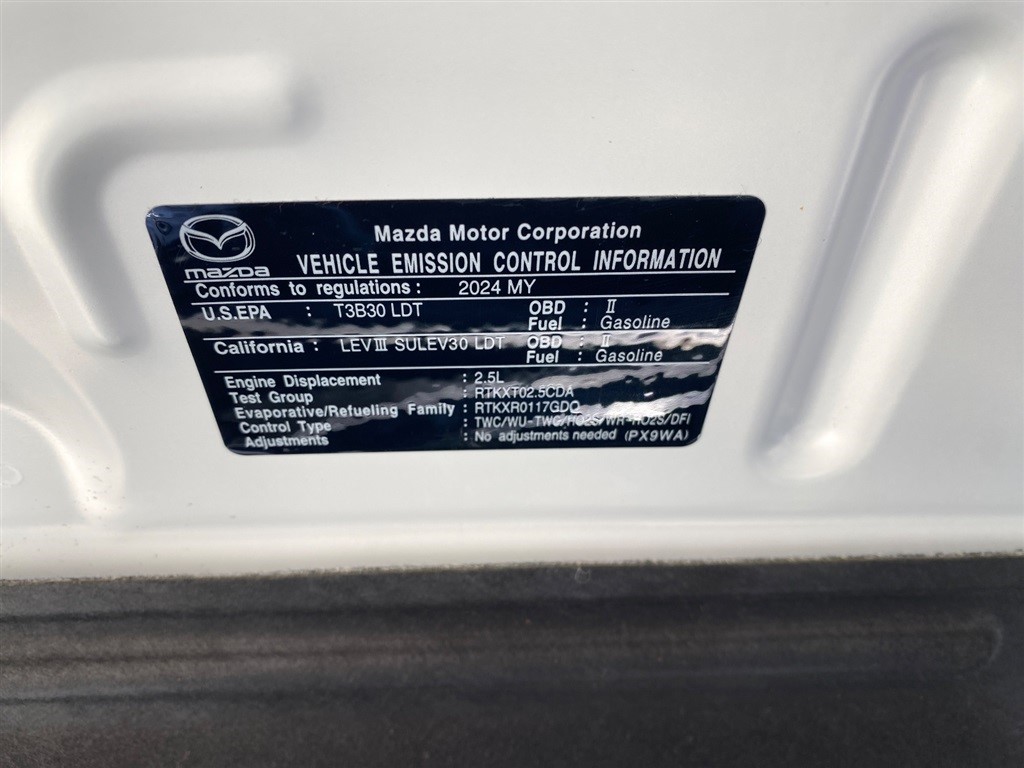 Mazda Motor Corporation
mazda
VEHICLE EMISSION CONTROL INFORMATION
Conforms to regulations : 2024 MY
U.S.EPA : T3B30 LDT OBD : II
Fuel : Gasoline
California : LEVIII SULEV30 LDT OBD : II
Fuel : Gasoline
Engine Displacement : 2.5L
Test Group : RTKXT02.5CDA
Evaporative/Refueling Family : RTKXR0117GDQ
Control Type : TWC/WU-TWC/HO2S/WR-HO2S/DFI
Adjustments : No adjustments needed (PX9WA)